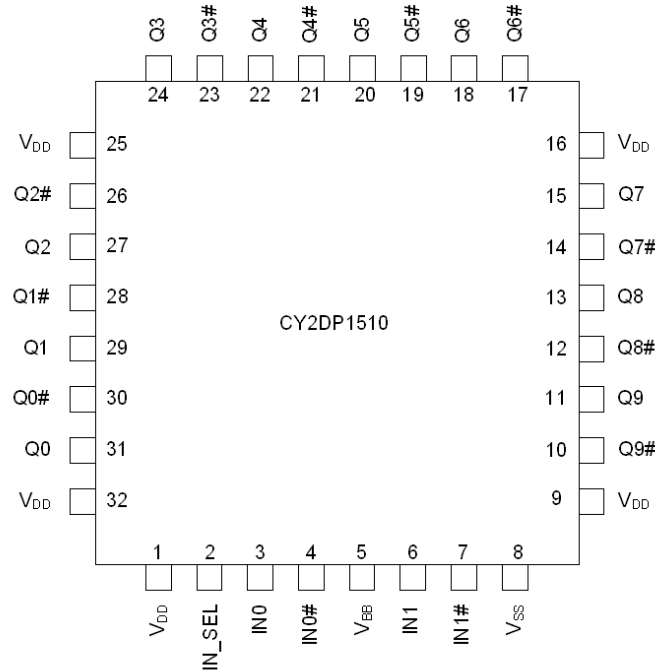 Q3 Q3# Q4 Q4# Q5 Q5# Q6 Q6#
24 23 22 21 20 19 18 17
VDD 25 16 VDD
Q2# 26 15 Q7
Q2 27 14 Q7#
Q1# 28 13 Q8
CY2DP1510
Q1 29 12 Q8#
Q0# 30 11 Q9
Q0 31 10 Q9#
VDD 32 9 VDD
1 2 3 4 5 6 7 8
VDD IN_SEL IN0 IN0# VBB IN1 IN1# VSS